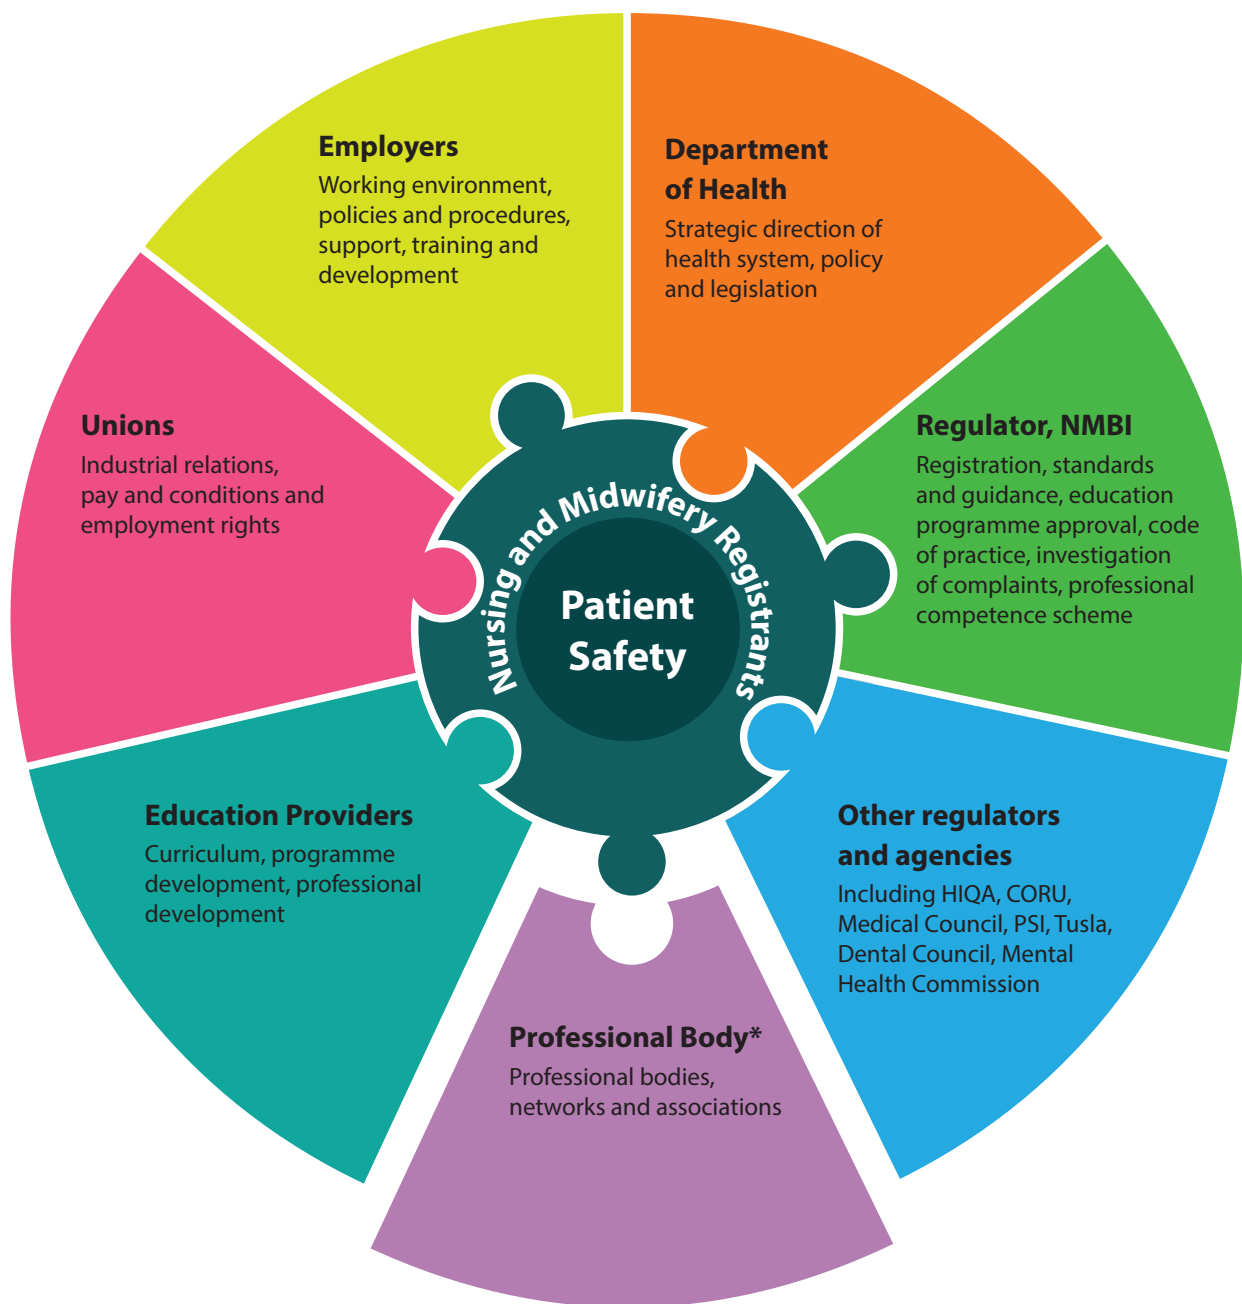 Employers
Working environment,
policies and procedures,
support, training and
development
Department
of Health
Strategic direction of
health system, policy
and legislation
Unions
Industrial relations,
pay and conditions and
employment rights
Regulator, NMBI
Registration, standards
and guidance, education
programme approval, code
of practice, investigation
of complaints, professional
competence scheme
Nursing and Midwifery Registrants
Patient
Safety
Education Providers
Curriculum, programme
development, professional
development
Other regulators
and agencies
Including HIQA, CORU,
Medical Council, PSI, Tusla,
Dental Council, Mental
Health Commission
Professional Body*
Professional bodies,
networks and associations